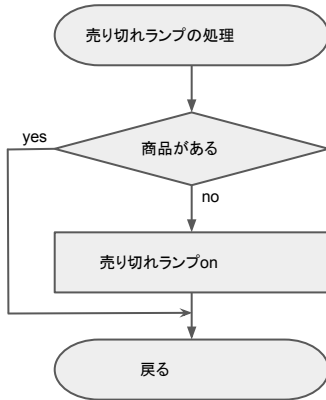 売り切れランプの処理
yes
商品がある
no
売り切れランプon
戻る